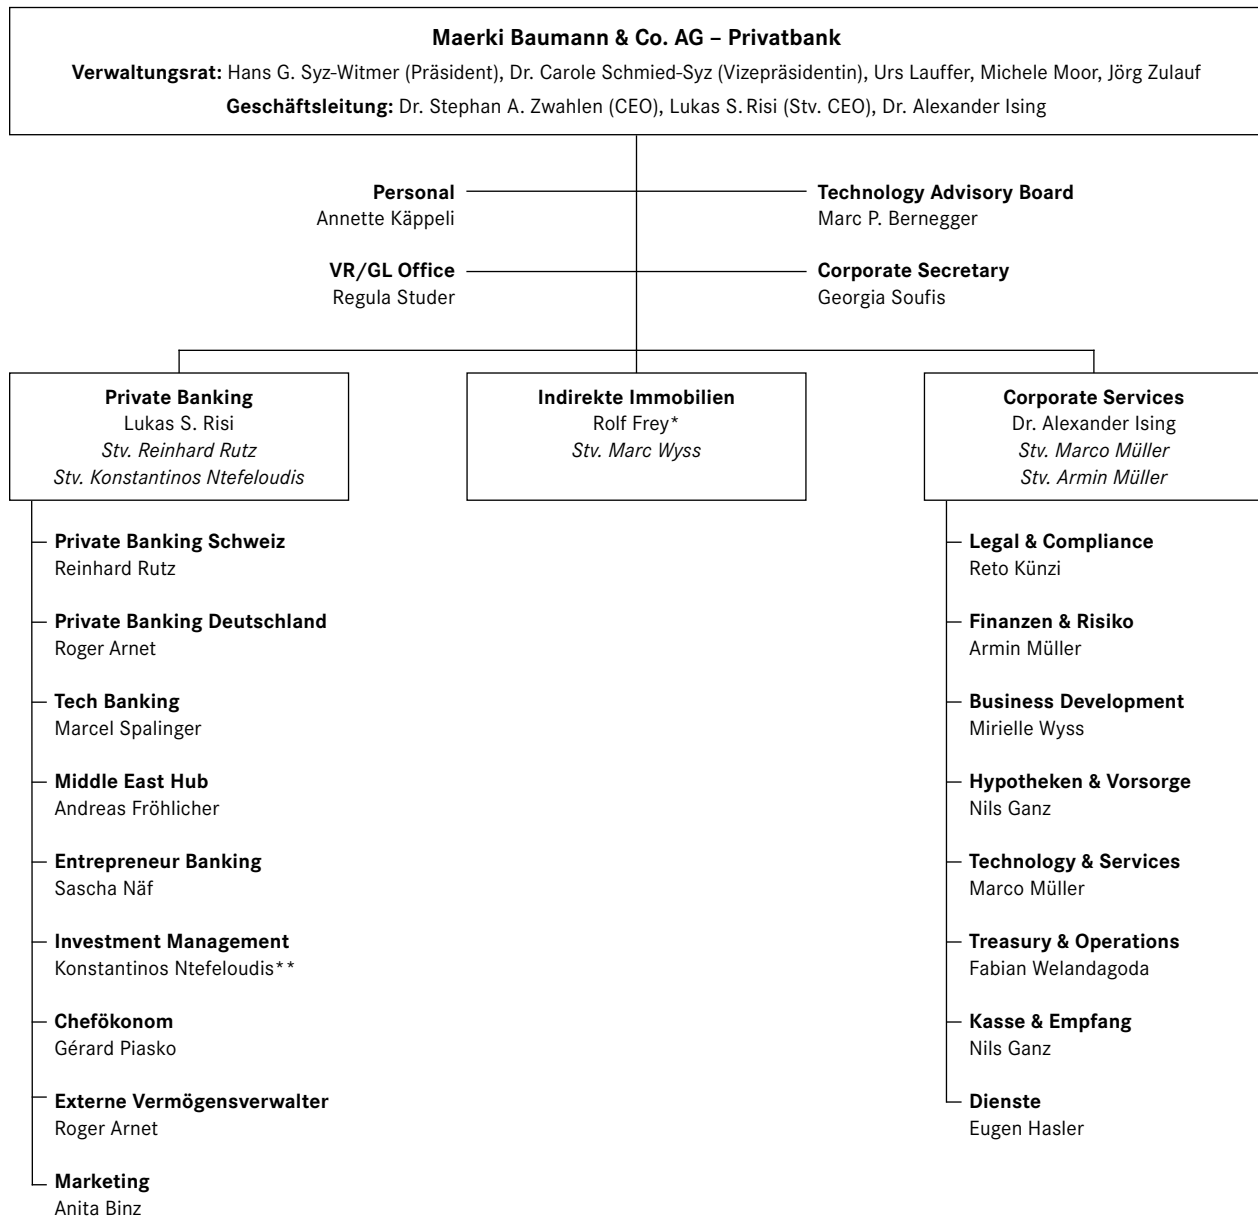 Maerki Baumann & Co. AG – Privatbank
Verwaltungsrat: Hans G. Syz-Witmer (Präsident), Dr. Carole Schmied-Syz (Vizepräsidentin), Urs Lauffer, Michele Moor, Jörg Zulauf
Geschäftsleitung: Dr. Stephan A. Zwahlen (CEO), Lukas S. Risi (Stv. CEO), Dr. Alexander Ising
Personal
Annette Käppeli
Technology Advisory Board
Marc P. Bernegger
VR/GL Office
Regula Studer
Corporate Secretary
Georgia Soufis
Private Banking
Lukas S. Risi
Stv. Reinhard Rutz
Stv. Konstantinos Ntefeloudis
Indirekte Immobilien
Rolf Frey*
Stv. Marc Wyss
Corporate Services
Dr. Alexander Ising
Stv. Marco Müller
Stv. Armin Müller
Private Banking Schweiz
Reinhard Rutz
Private Banking Deutschland
Roger Arnet
Tech Banking
Marcel Spalinger
Middle East Hub
Andreas Fröhlicher
Entrepreneur Banking
Sascha Näf
Investment Management
Konstantinos Ntefeloudis**
Chefökonom
Gérard Piasko
Externe Vermögensverwalter
Roger Arnet
Marketing
Anita Binz
Legal & Compliance
Reto Künzi
Finanzen & Risiko
Armin Müller
Business Development
Mirielle Wyss
Hypotheken & Vorsorge
Nils Ganz
Technology & Services
Marco Müller
Treasury & Operations
Fabian Welandagoda
Kasse & Empfang
Nils Ganz
Dienste
Eugen Hasler